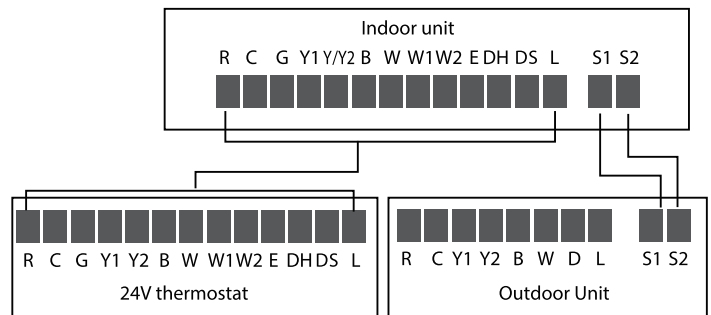 Indoor unit
R C G Y1 Y/Y2 B W W1 W2 E DH DS L S1 S2
R C G Y1 Y2 B W W1 W2 E DH DS L
R C Y1 Y2 B W D L S1 S2
24V thermostat
Outdoor Unit